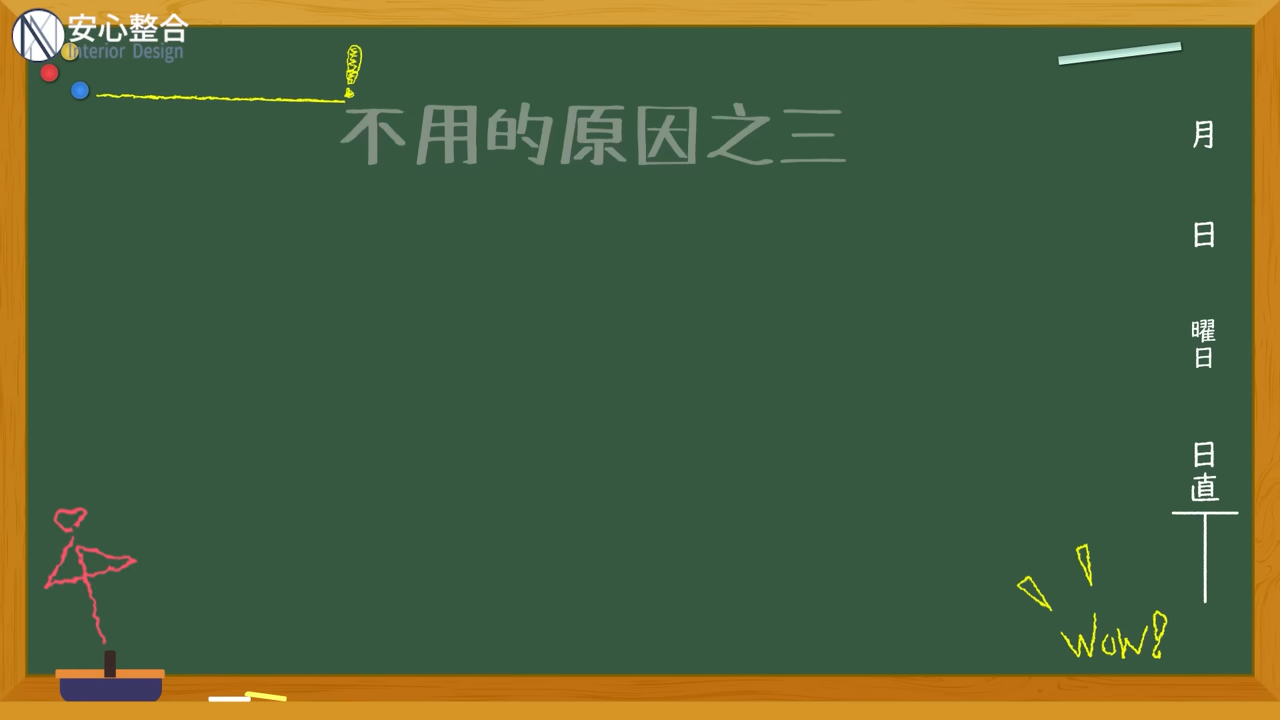 安心整合
Interior Design
不用的原因之三
月
日
曜
日
日
直
WOW!